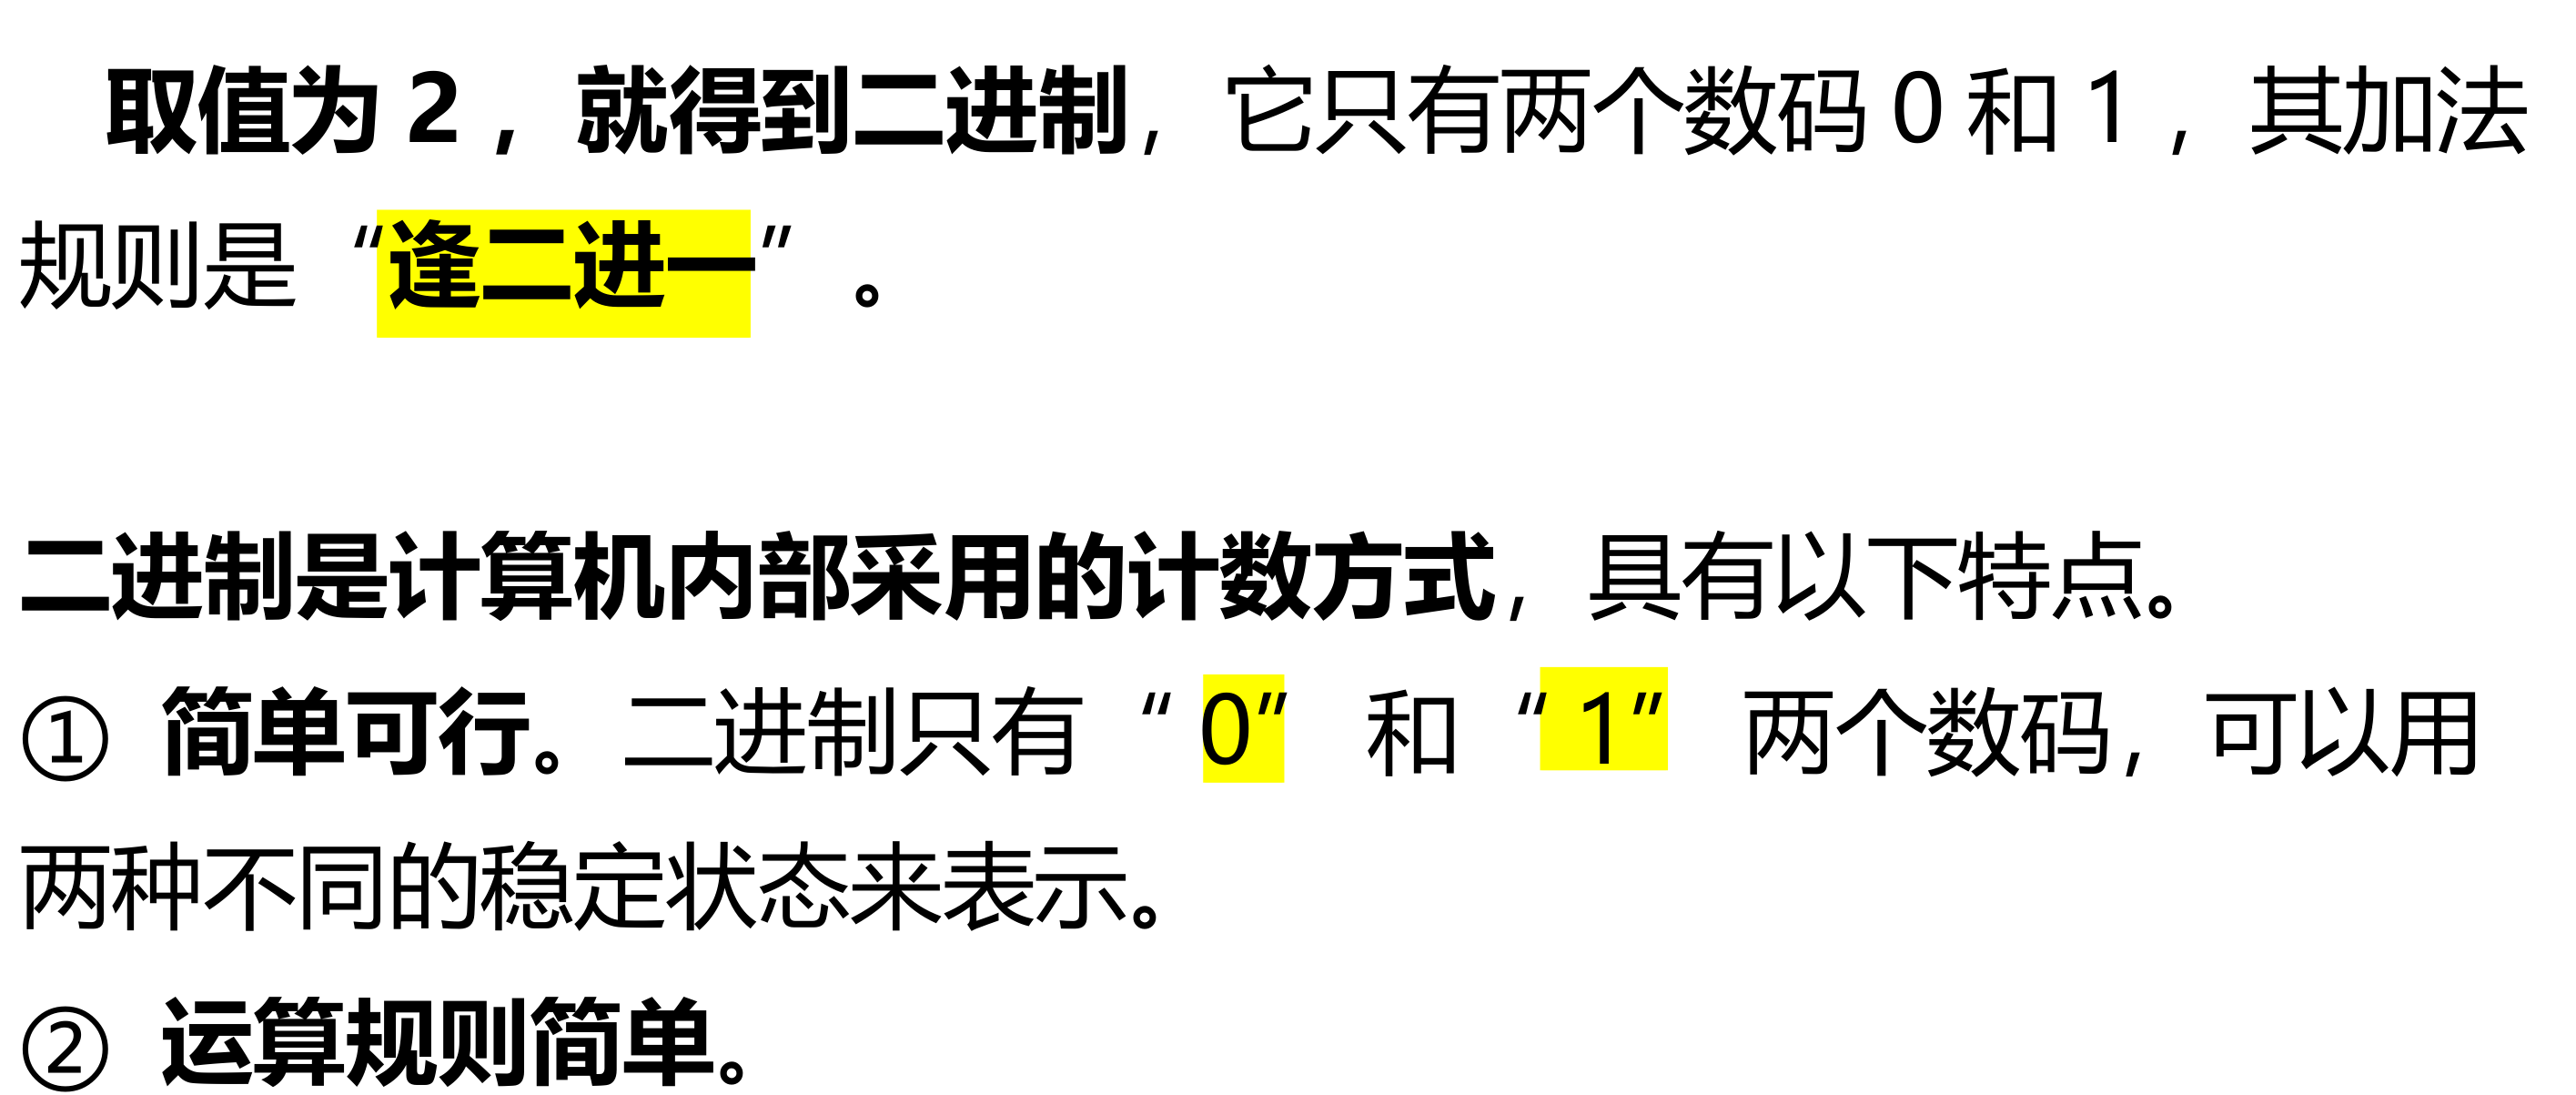 取值为 2 ，就得到二进制，它只有两个数码 0 和 1 ，其加法
规则是“逢二进一”。
二进制是计算机内部采用的计数方式，具有以下特点。
① 简单可行。二进制只有“ 0” 和“ 1” 两个数码，可以用
两种不同的稳定状态来表示。
② 运算规则简单。